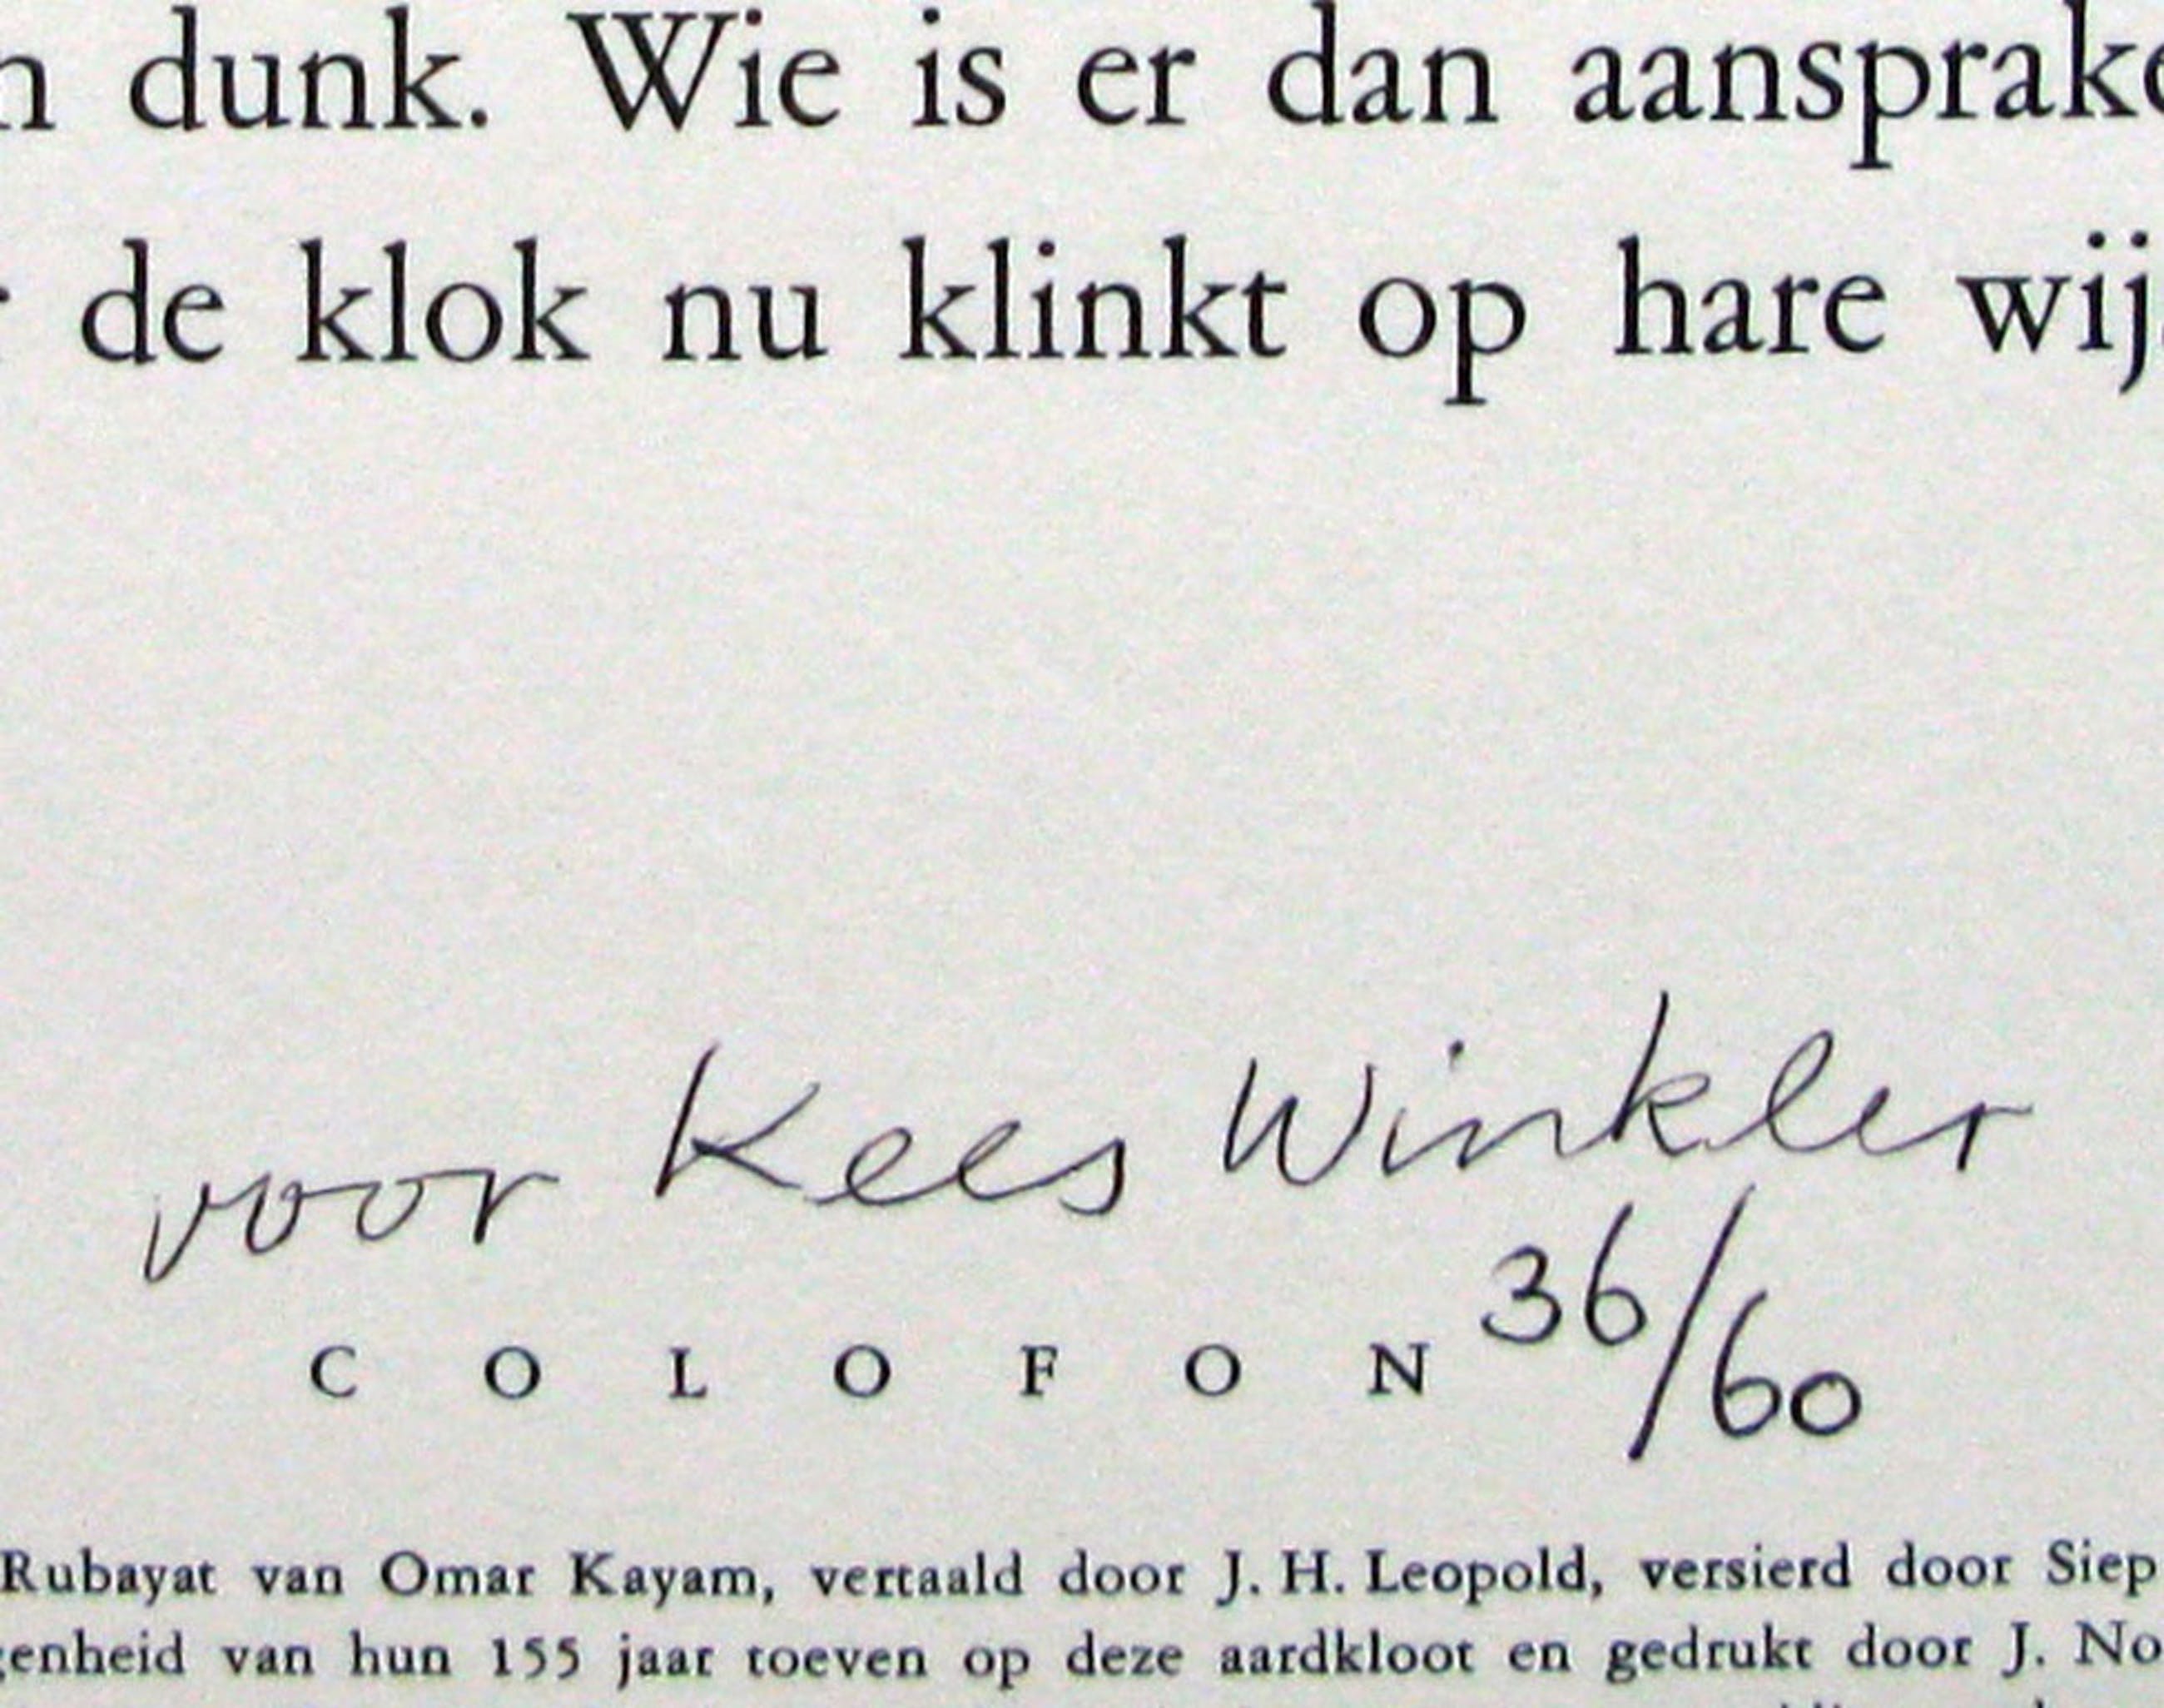 n dunk. Wie is er dan aansprake
de klok nu klinkt op hare wij
voor Kees Winkler
36/60
COLOFON
Rubayat van Omar Kayam, vertaald door J. H. Leopold, versierd door Siep
genheid van hun 155 jaar toeven op deze aardkloot en gedrukt door J. No